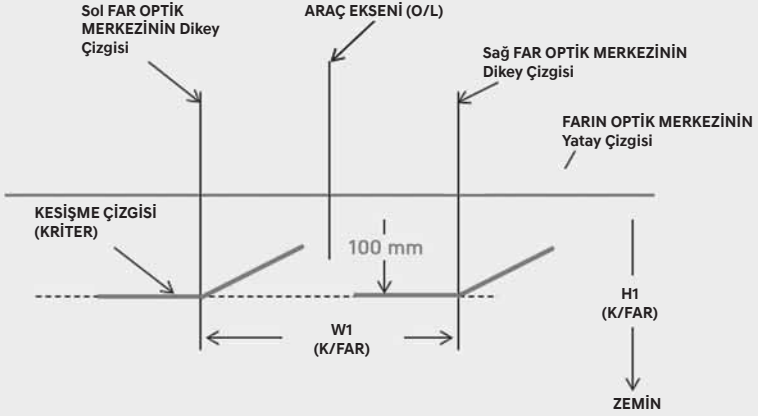 Sol FAR OPTİK
MERKEZİNİN Dikey
Çizgisi
ARAÇ EKSENİ (O/L)
Sağ FAR OPTİK MERKEZİNİN
Dikey Çizgisi
FARIN OPTİK MERKEZİNİN
Yatay Çizgisi
KESİŞME ÇİZGİSİ
(KRİTER)
100 mm
W1
(K/FAR)
H1
(K/FAR)
ZEMİN